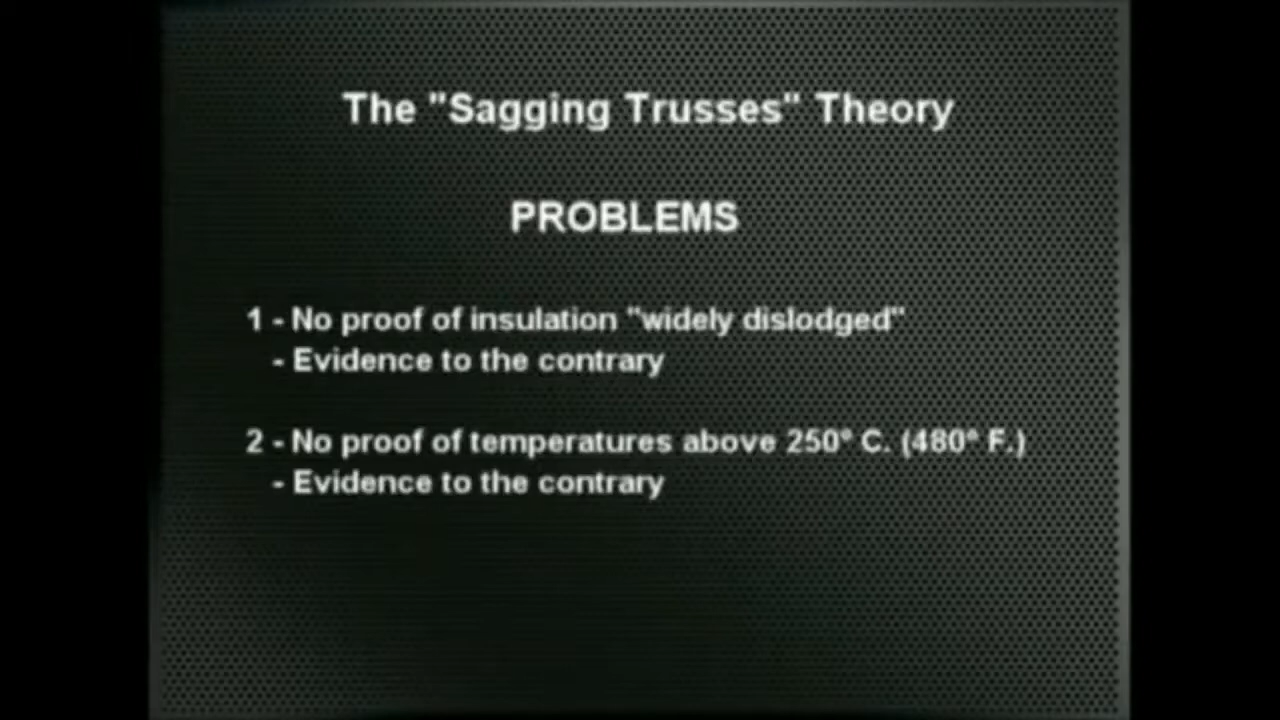 The "Sagging Trusses" Theory
PROBLEMS
1 - No proof of insulation "widely dislodged"
- Evidence to the contrary
2 - No proof of temperatures above 250° C. (480° F.)
- Evidence to the contrary